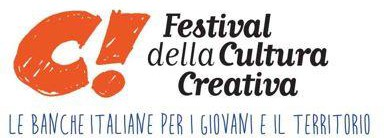 C!
Festival
della Cultura
Creativa
LE BANCHE ITALIANE PER I GIOVANI E IL TERRITORIO